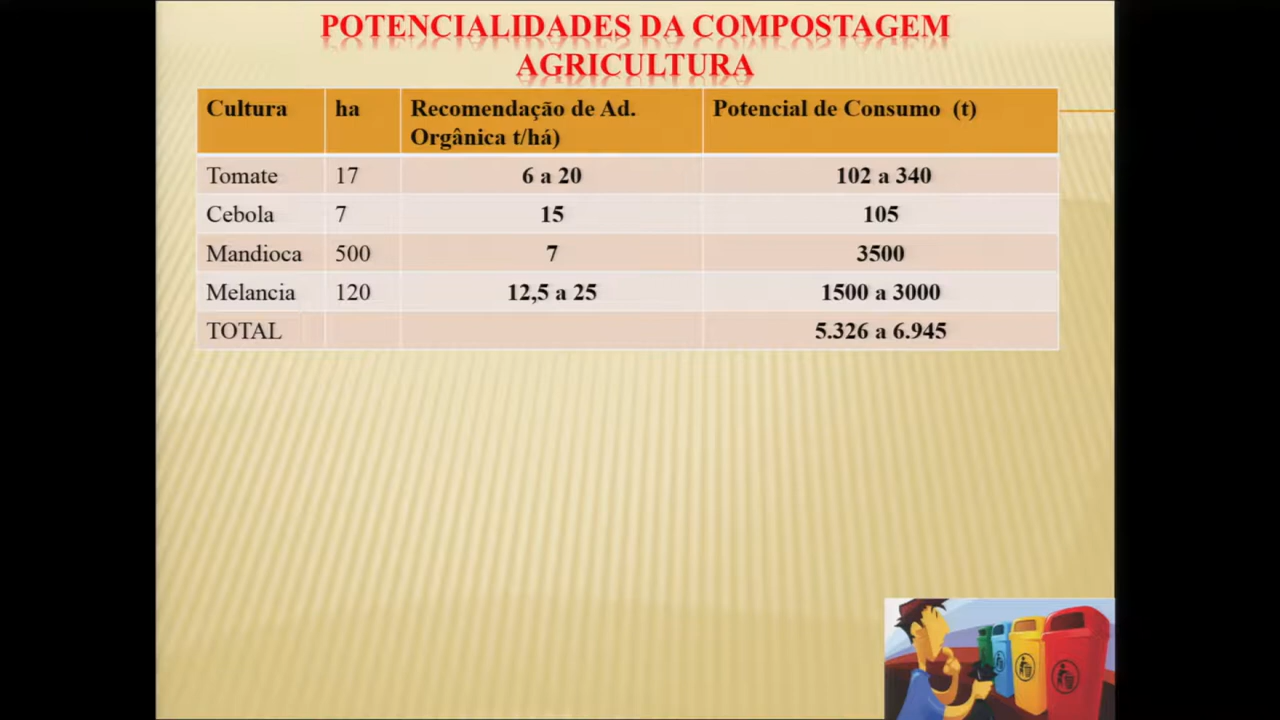 POTENCIALIDADES DA COMPOSTAGEM
AGRICULTURA
Cultura ha Recomendação de Ad. Orgânica t/há) Potencial de Consumo (t)
Tomate 17 6 a 20 102 a 340
Cebola 7 15 105
Mandioca 500 7 3500
Melancia 120 12,5 a 25 1500 a 3000
TOTAL 5.326 a 6.945